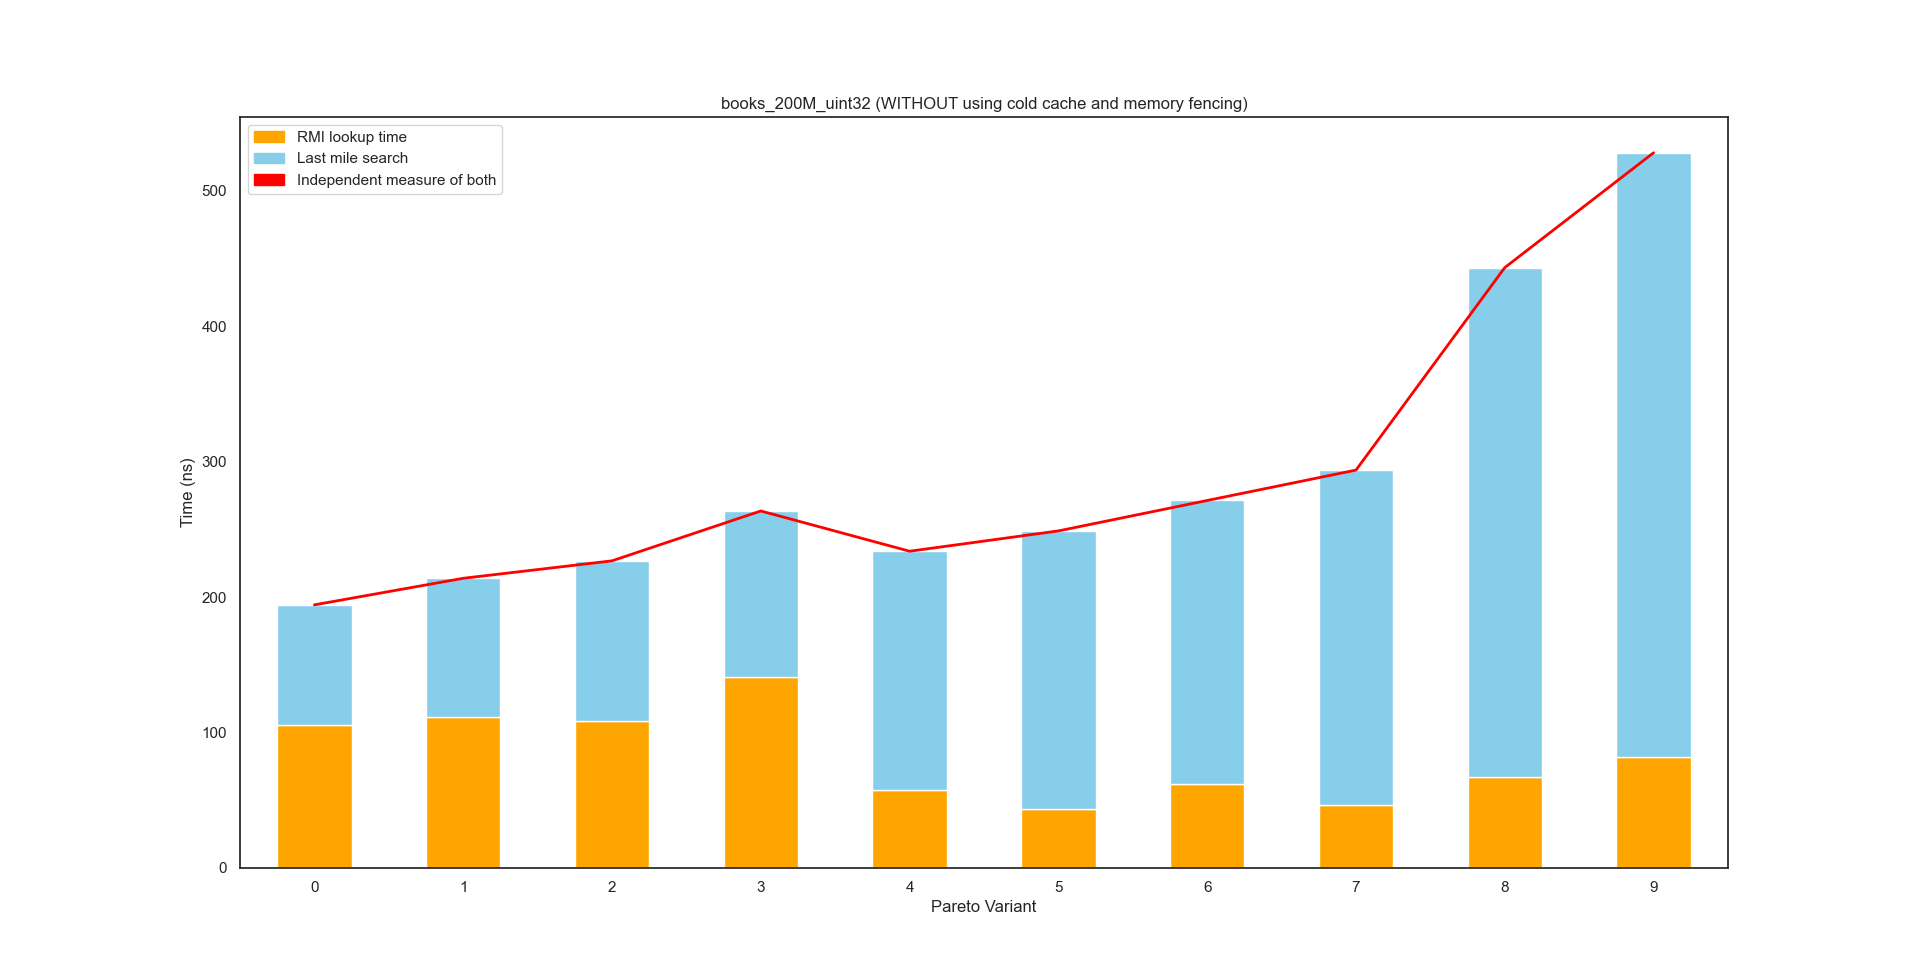 books_200M_uint32 (WITHOUT using cold cache and memory fencing)
RMI lookup time
Last mile search
Independent measure of both
500
400
300
200
100
0
Time (ns)
0 1 2 3 4 5 6 7 8 9
Pareto Variant